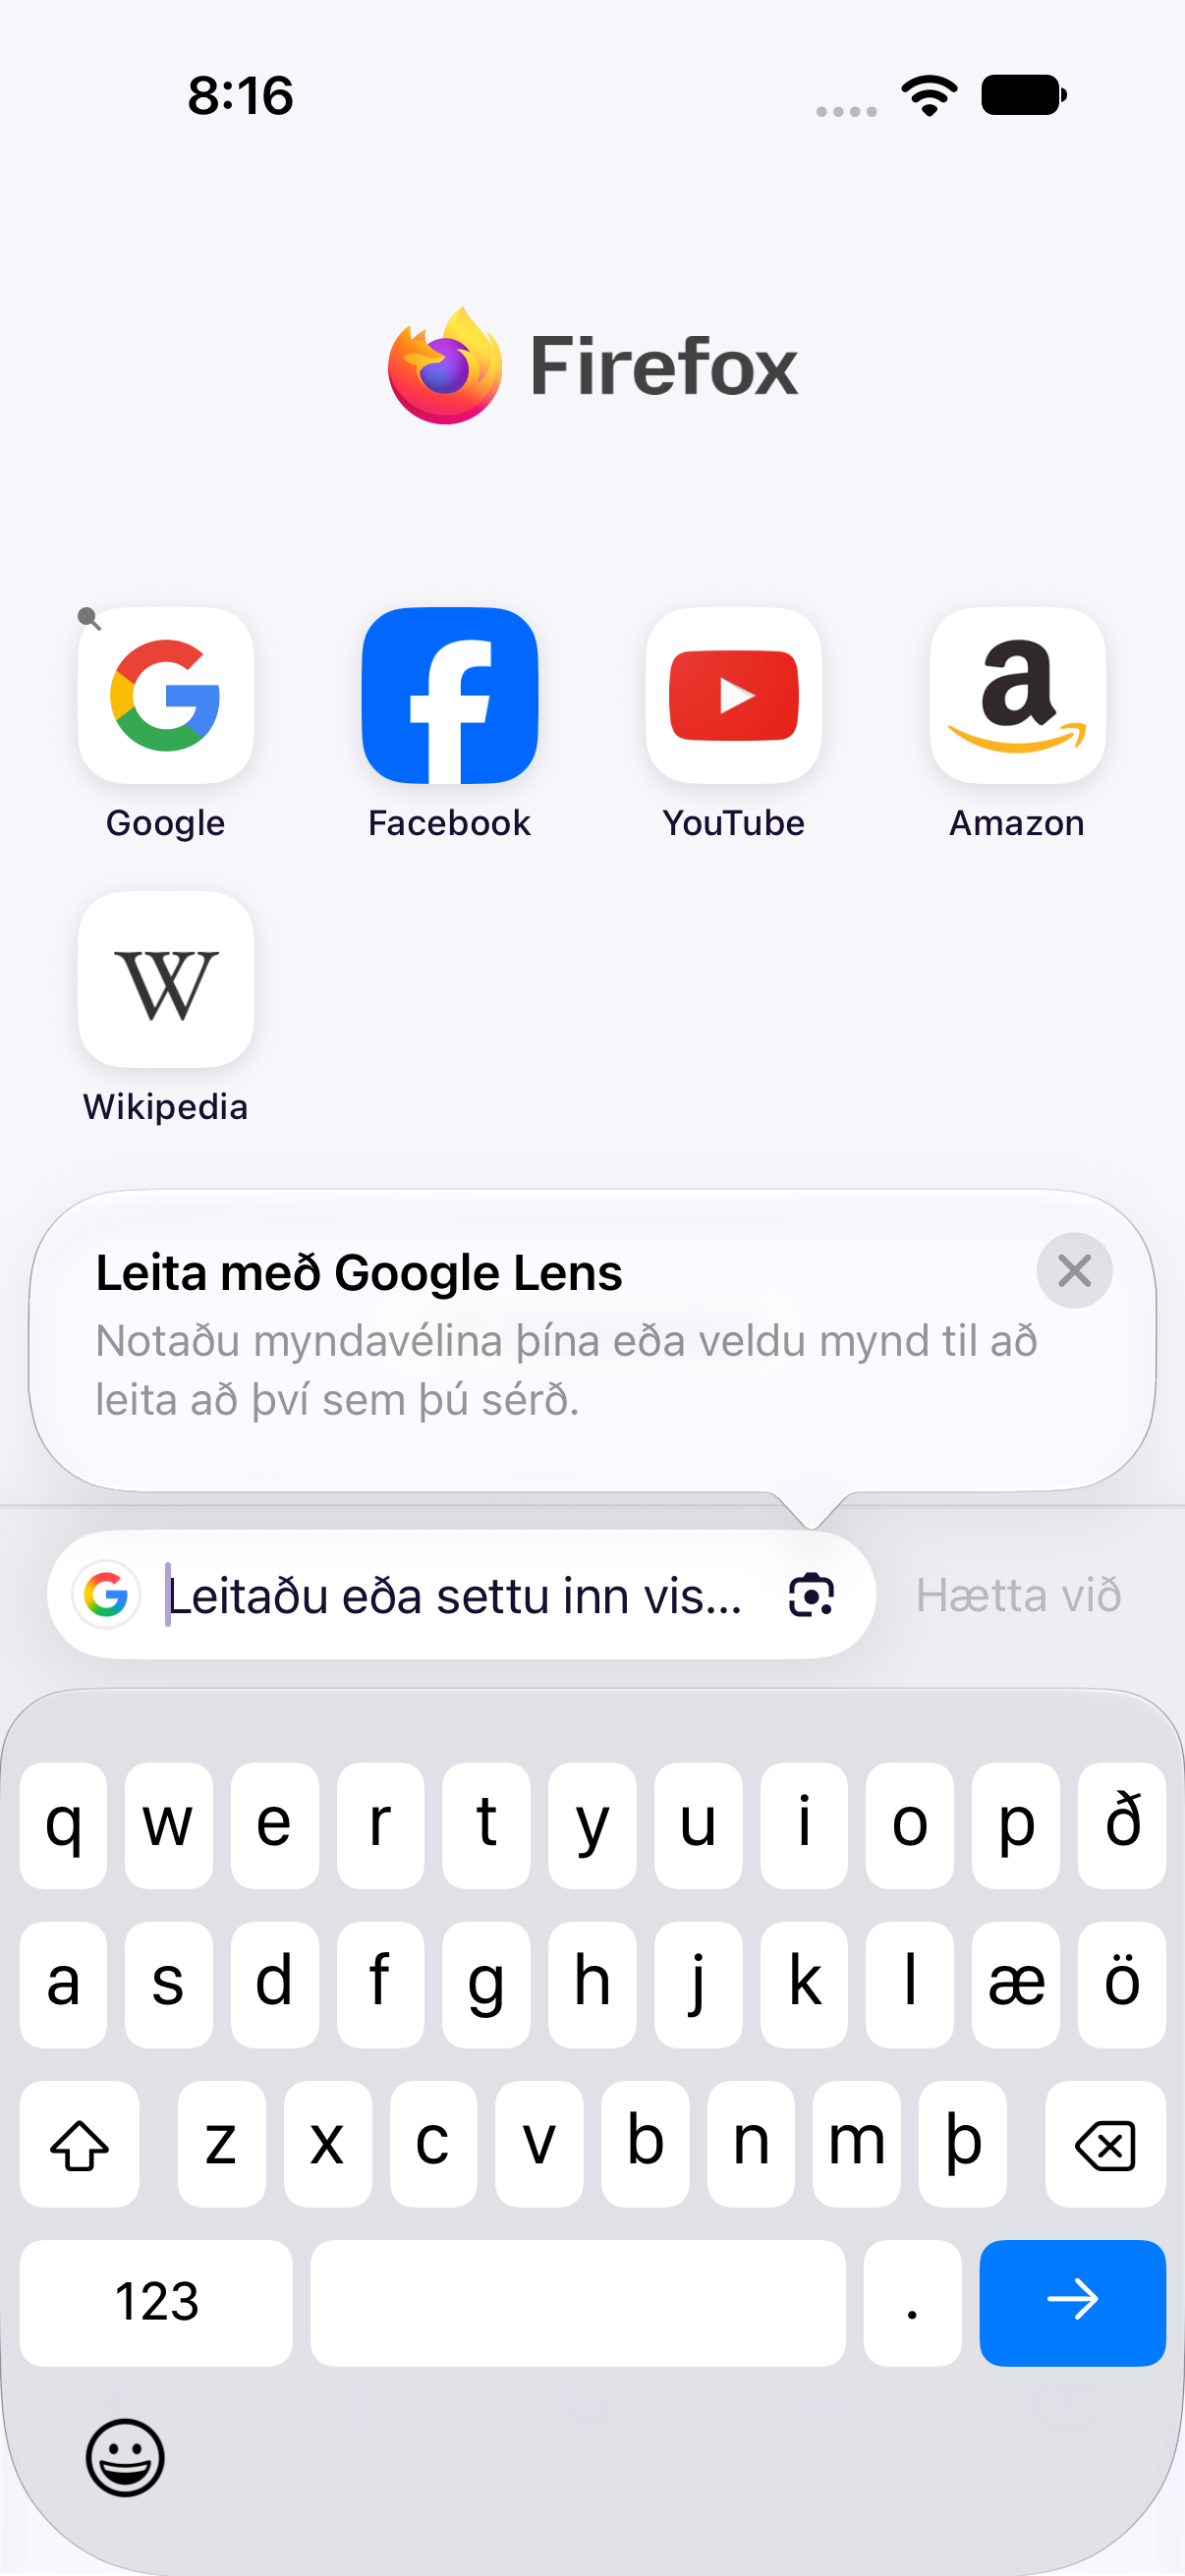 8:16
Firefox
Google
Facebook
YouTube
Amazon
Wikipedia
Leita með Google Lens
Notaðu myndavélina þína eða veldu mynd til að
leita að því sem þú sérð.
Leitaðu eða settu inn vis...
Hætta við
q w e r t y u i o p ð
a s d f g h j k l æ ö
z x c v b n m þ
123 .